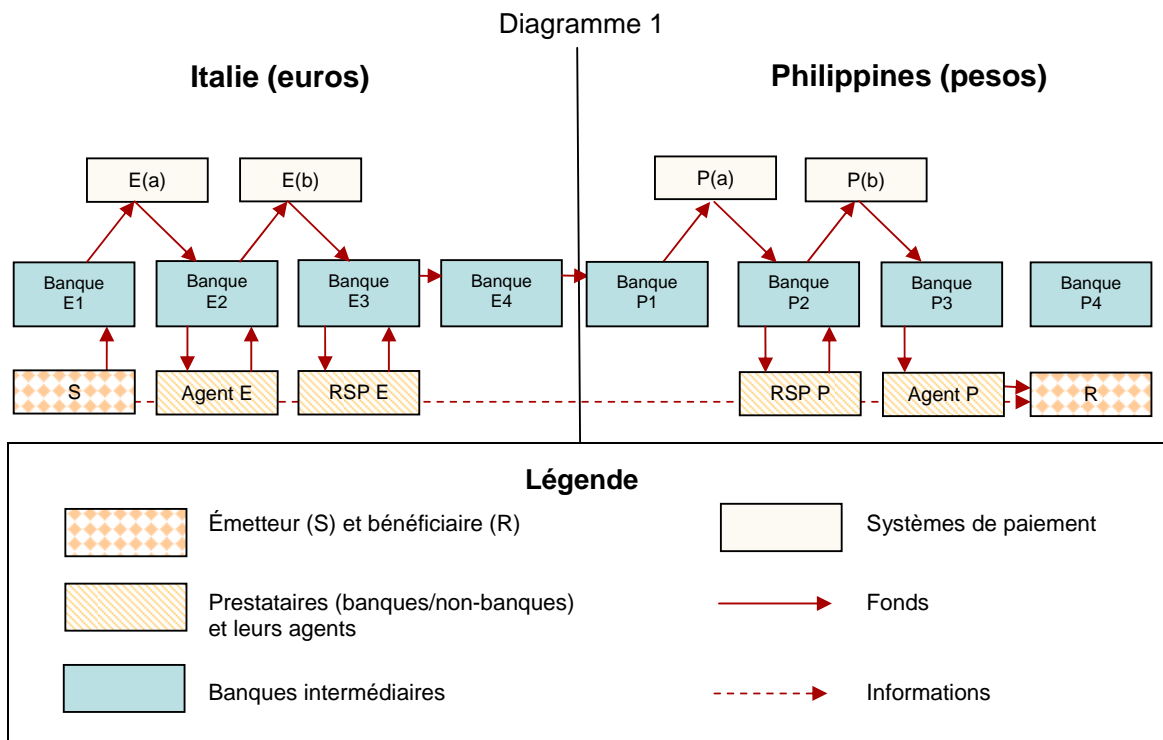 Diagramme 1
Italie (euros)
Philippines (pesos)
E(a)
E(b)
P(a)
P(b)
Banque
E1
Banque
E2
Banque
E3
Banque
E4
Banque
P1
Banque
P2
Banque
P3
Banque
P4
S
Agent E
RSP E
RSP P
Agent P
R
Légende
Émetteur (S) et bénéficiaire (R)
Systèmes de paiement
Prestataires (banques/non-banques)
et leurs agents
Fonds
Banques intermédiaires
Informations